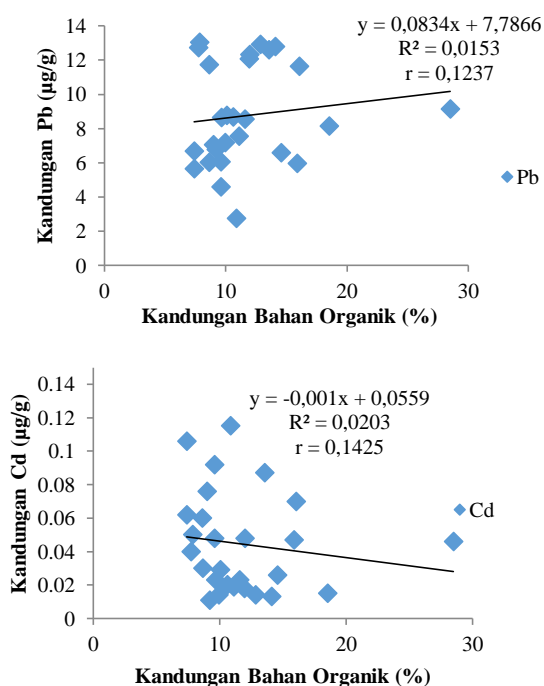 y = 0,0834x + 7,7866
R² = 0,0153
r = 0,1237
14
12
10
8
6
4
2
0
0 10 20 30
Kandungan Pb (µg/g)
Kandungan Bahan Organik (%)
Pb
y = -0,001x + 0,0559
R² = 0,0203
r = 0,1425
0.14
0.12
0.1
0.08
0.06
0.04
0.02
0
0 10 20 30
Kandungan Cd (µg/g)
Kandungan Bahan Organik (%)
Cd